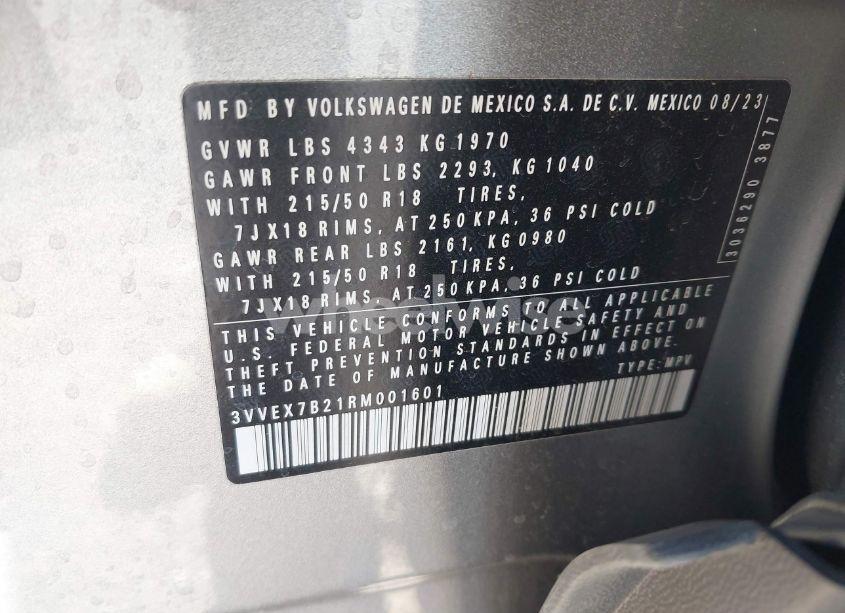 MFD BY VOLKSWAGEN DE MEXICO S.A. DE C.V. MEXICO 08/23
GVWR LBS 4343 KG 1970
GAWR FRONT LBS 2293, KG 1040
WITH 215/50 R18 TIRES,
7JX18 RIMS, AT 250 KPA, 36 PSI COLD
GAWR REAR LBS 2161, KG 0980
WITH 215/50 R18 TIRES,
7JX18 RIMS, AT 250 KPA, 36 PSI COLD
THIS VEHICLE CONFORMS TO ALL APPLICABLE
U.S. FEDERAL MOTOR VEHICLE SAFETY AND
THEFT PREVENTION STANDARDS IN EFFECT ON
THE DATE OF MANUFACTURE SHOWN ABOVE.
TYPE: MPV
3VVEX7B21RM001601
3036290 3877
wheelwise